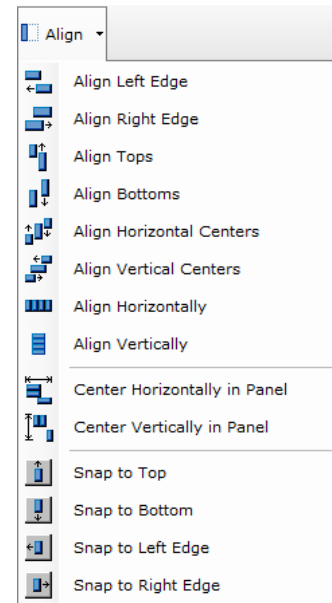 Align
Align Left Edge
Align Right Edge
Align Tops
Align Bottoms
Align Horizontal Centers
Align Vertical Centers
Align Horizontally
Align Vertically
Center Horizontally in Panel
Center Vertically in Panel
Snap to Top
Snap to Bottom
Snap to Left Edge
Snap to Right Edge